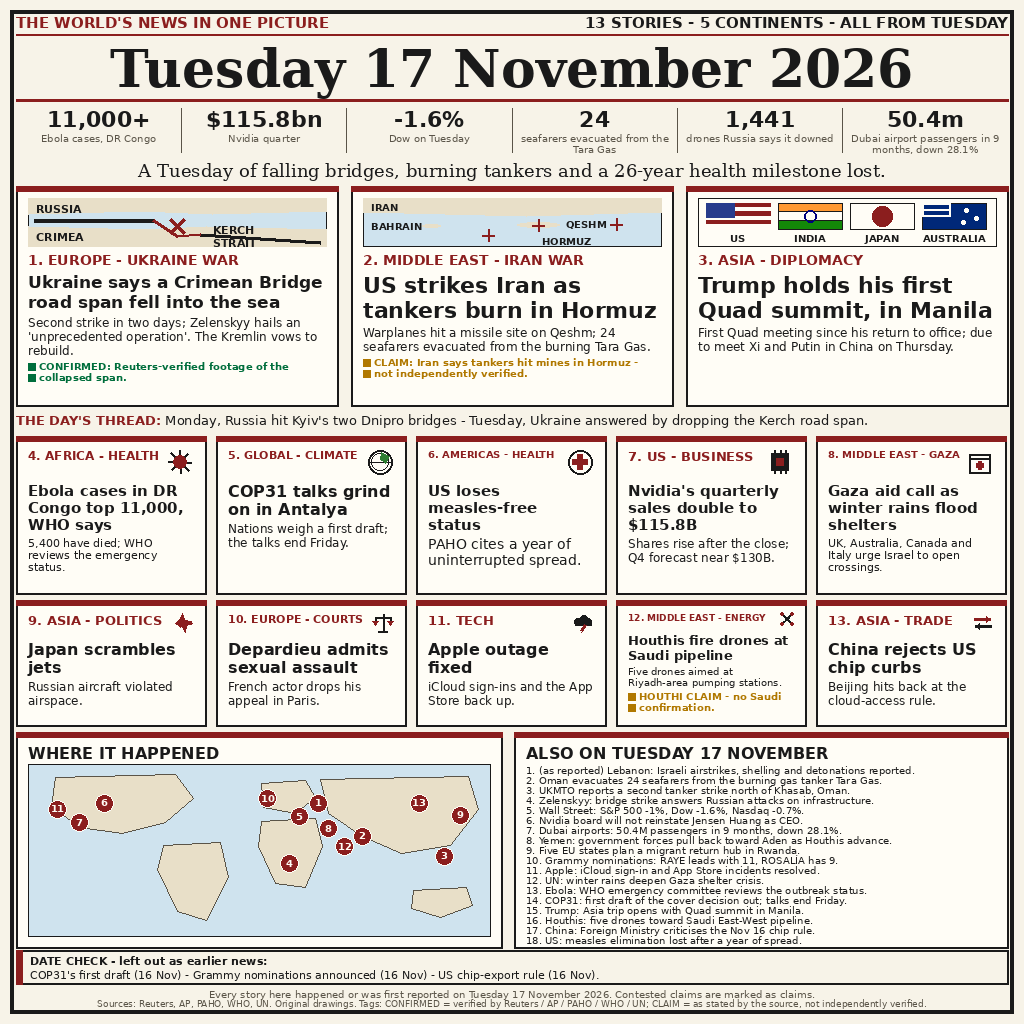 THE WORLD'S NEWS IN ONE PICTURE
13 STORIES - 5 CONTINENTS - ALL FROM TUESDAY
Tuesday 17 November 2026
11,000+
Ebola cases, DR Congo
$115.8bn
Nvidia quarter
-1.6%
Dow on Tuesday
24
seafarers evacuated from the
Tara Gas
1,441
drones Russia says it downed
50.4m
Dubai airport passengers in 9
months, down 28.1%
A Tuesday of falling bridges, burning tankers and a 26-year health milestone lost.
RUSSIA
CRIMEA
KERCH
STRAIT
1. EUROPE - UKRAINE WAR
Ukraine says a Crimean Bridge
road span fell into the sea
Second strike in two days; Zelenskyy hails an
'unprecedented operation'. The Kremlin vows to
rebuild.
CONFIRMED: Reuters-verified footage of the
collapsed span.
IRAN
BAHRAIN
QESHM
HORMUZ
2. MIDDLE EAST - IRAN WAR
US strikes Iran as
tankers burn in Hormuz
Warplanes hit a missile site on Qeshm; 24
seafarers evacuated from the burning Tara Gas.
CLAIM: Iran says tankers hit mines in Hormuz -
not independently verified.
US
INDIA
JAPAN
AUSTRALIA
3. ASIA - DIPLOMACY
Trump holds his first
Quad summit, in Manila
First Quad meeting since his return to office; due
to meet Xi and Putin in China on Thursday.
THE DAY'S THREAD: Monday, Russia hit Kyiv's two Dnipro bridges - Tuesday, Ukraine answered by dropping the Kerch road span.
4. AFRICA - HEALTH
Ebola cases in DR
Congo top 11,000,
WHO says
5,400 have died; WHO
reviews the emergency
status.
5. GLOBAL - CLIMATE
COP31 talks grind
on in Antalya
Nations weigh a first draft;
the talks end Friday.
6. AMERICAS - HEALTH
US loses
measles-free
status
PAHO cites a year of
uninterrupted spread.
7. US - BUSINESS
Nvidia's quarterly
sales double to
$115.8B
Shares rise after the close;
Q4 forecast near $130B.
8. MIDDLE EAST - GAZA
Gaza aid call as
winter rains flood
shelters
UK, Australia, Canada and
Italy urge Israel to open
crossings.
9. ASIA - POLITICS
Japan scrambles
jets
Russian aircraft violated
airspace.
10. EUROPE - COURTS
Depardieu admits
sexual assault
French actor drops his
appeal in Paris.
11. TECH
Apple outage
fixed
iCloud sign-ins and the App
Store back up.
12. MIDDLE EAST - ENERGY
Houthis fire drones at
Saudi pipeline
Five drones aimed at
Riyadh-area pumping stations.
HOUTHI CLAIM - no Saudi
confirmation.
13. ASIA - TRADE
China rejects US
chip curbs
Beijing hits back at the
cloud-access rule.
WHERE IT HAPPENED
11
6
7
10
1
5
8
12
2
4
13
9
3
ALSO ON TUESDAY 17 NOVEMBER
1. (as reported) Lebanon: Israeli airstrikes, shelling and detonations reported.
2. Oman evacuates 24 seafarers from the burning gas tanker Tara Gas.
3. UKMTO reports a second tanker strike north of Khasab, Oman.
4. Zelenskyy: bridge strike answers Russian attacks on infrastructure.
5. Wall Street: S&P 500 -1%, Dow -1.6%, Nasdaq -0.7%.
6. Nvidia board will not reinstate Jensen Huang as CEO.
7. Dubai airports: 50.4M passengers in 9 months, down 28.1%.
8. Yemen: government forces pull back toward Aden as Houthis advance.
9. Five EU states plan a migrant return hub in Rwanda.
10. Grammy nominations: RAYE leads with 11, ROSALÍA has 9.
11. Apple: iCloud sign-in and App Store incidents resolved.
12. UN: winter rains deepen Gaza shelter crisis.
13. Ebola: WHO emergency committee reviews the outbreak status.
14. COP31: first draft of the cover decision out; talks end Friday.
15. Trump: Asia trip opens with Quad summit in Manila.
16. Houthis: five drones toward Saudi East-West pipeline.
17. China: Foreign Ministry criticises the Nov 16 chip rule.
18. US: measles elimination lost after a year of spread.
DATE CHECK - left out as earlier news:
COP31's first draft (16 Nov) - Grammy nominations announced (16 Nov) - US chip-export rule (16 Nov).
Every story here happened or was first reported on Tuesday 17 November 2026. Contested claims are marked as claims.
Sources: Reuters, AP, PAHO, WHO, UN. Original drawings. Tags: CONFIRMED = verified by Reuters / AP / PAHO / WHO / UN; CLAIM = as stated by the source, not independently verified.